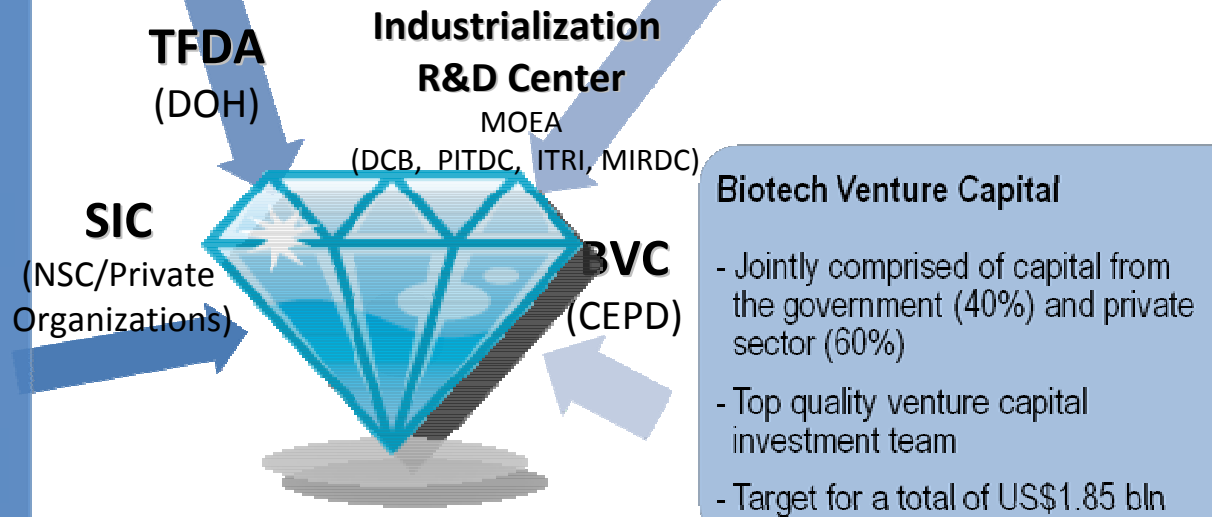 TFDA
(DOH)
Industrialization
R&D Center
MOEA
(DCB, PITDC, ITRI, MIRDC)
SIC
(NSC/Private
Organizations)
BVC
(CEPD)
Biotech Venture Capital
- Jointly comprised of capital from
the government (40%) and private
sector (60%)
- Top quality venture capital
investment team
- Target for a total of US$1.85 bln